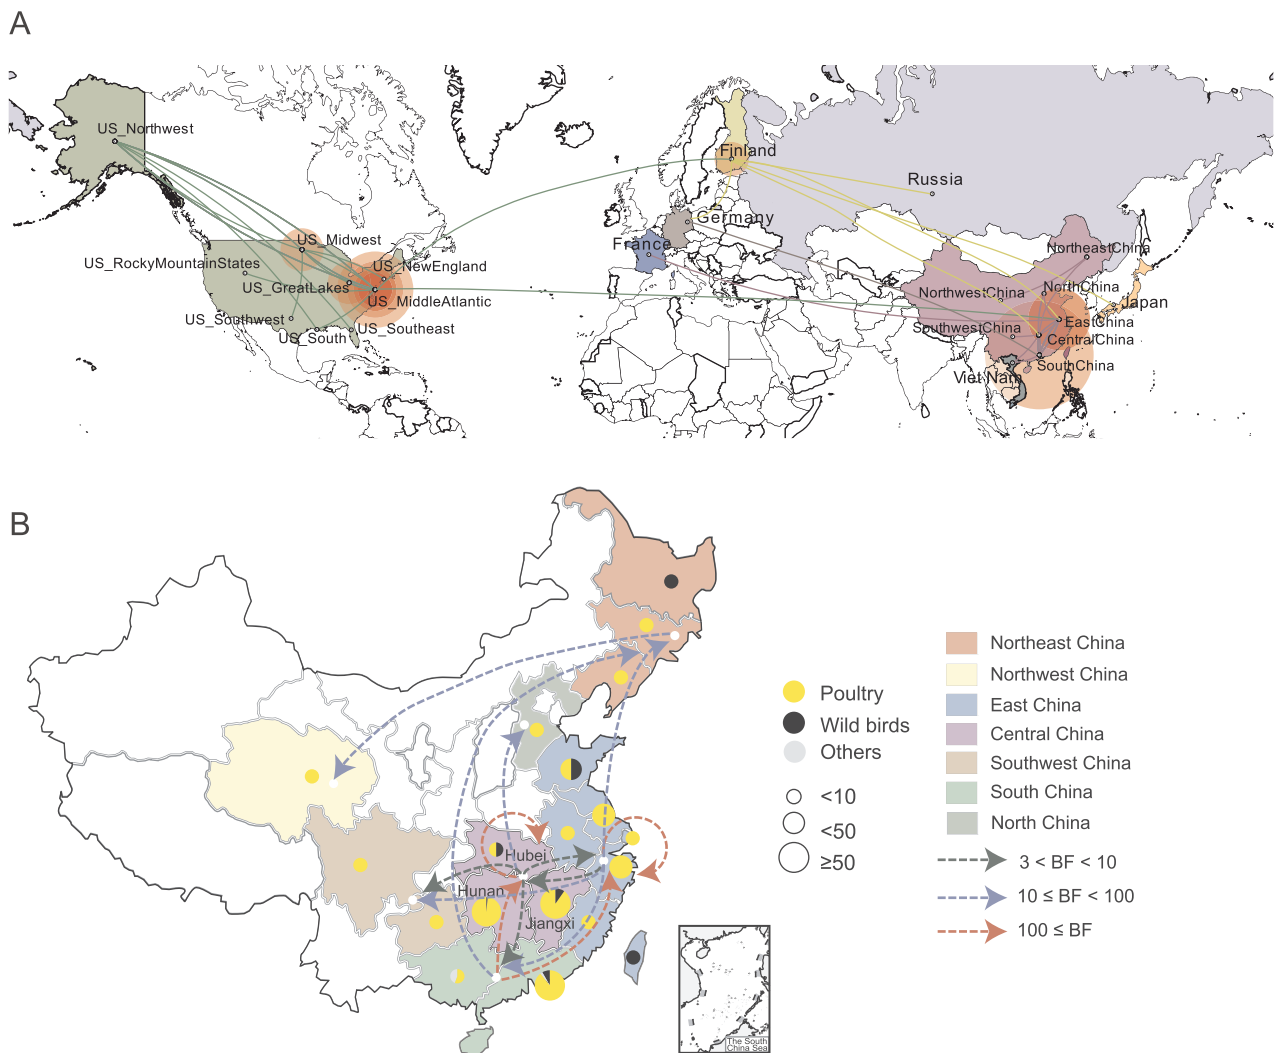 A
US_Northwest
Finland
Russia
Germany
France
US_Midwest
NortheastChina
US_RockyMountainStates
US_NewEngland
US_GreatLakes
NorthChina
NorthwestChina
US_MiddleAtlantic
Japan
US_Southwest
EastChina
US_Southeast
SouthwestChina
US_South
CentralChina
SouthChina
Viet Nam
B
Northeast China
Northwest China
Poultry
East China
Wild birds
Central China
Others
Southwest China
<10
South China
<50
North China
≥50
Hubei
3 < BF < 10
Hunan
10 ≤ BF < 100
Jiangxi
100 ≤ BF
The South
China Sea